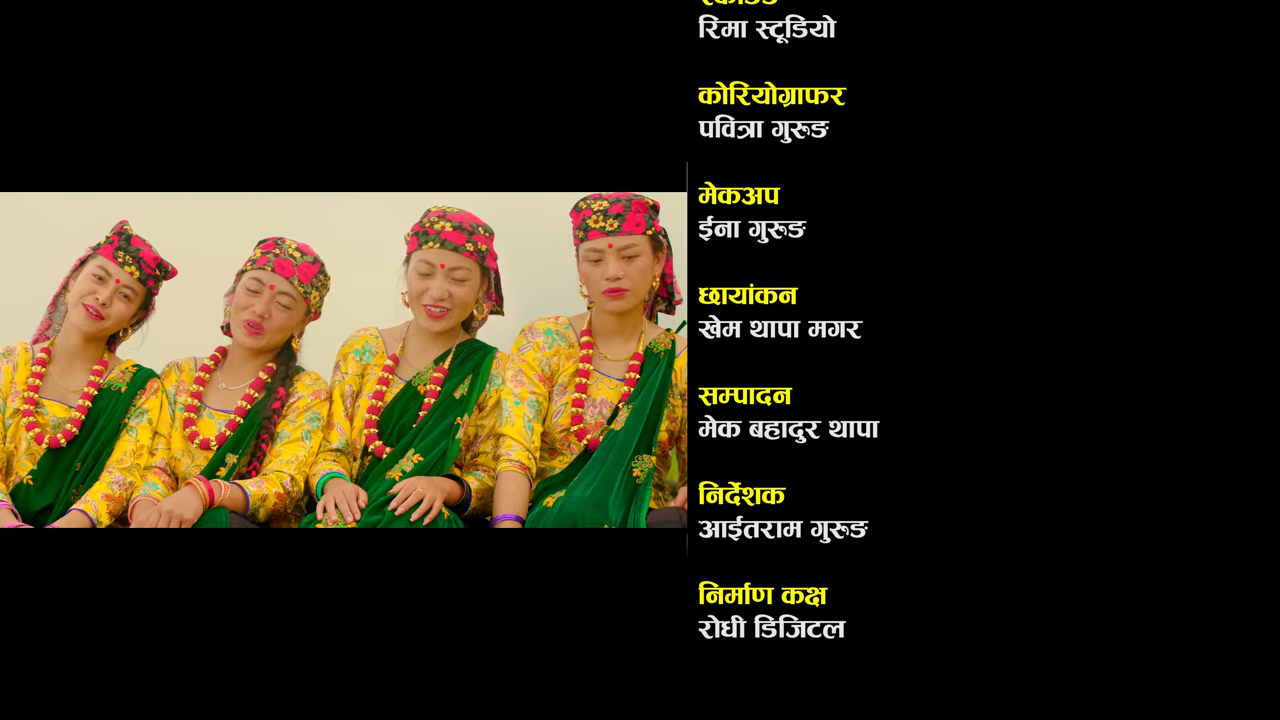 रिमा स्टूडियो
कोरियोग्राफर
पवित्रा गुरूङ
मेकअप
ईना गुरूङ
छायांकन
खेम थापा मगर
सम्पादन
मेक बहादुर थापा
निर्देशक
आईतराम गुरूङ
निर्माण कक्ष
रोधी डिजिटल